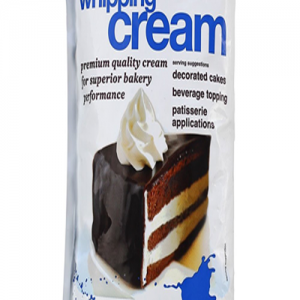 whipping
cream
premium quality cream
for superior bakery
performance
serving suggestions
decorated cakes
beverage topping
patisserie
applications